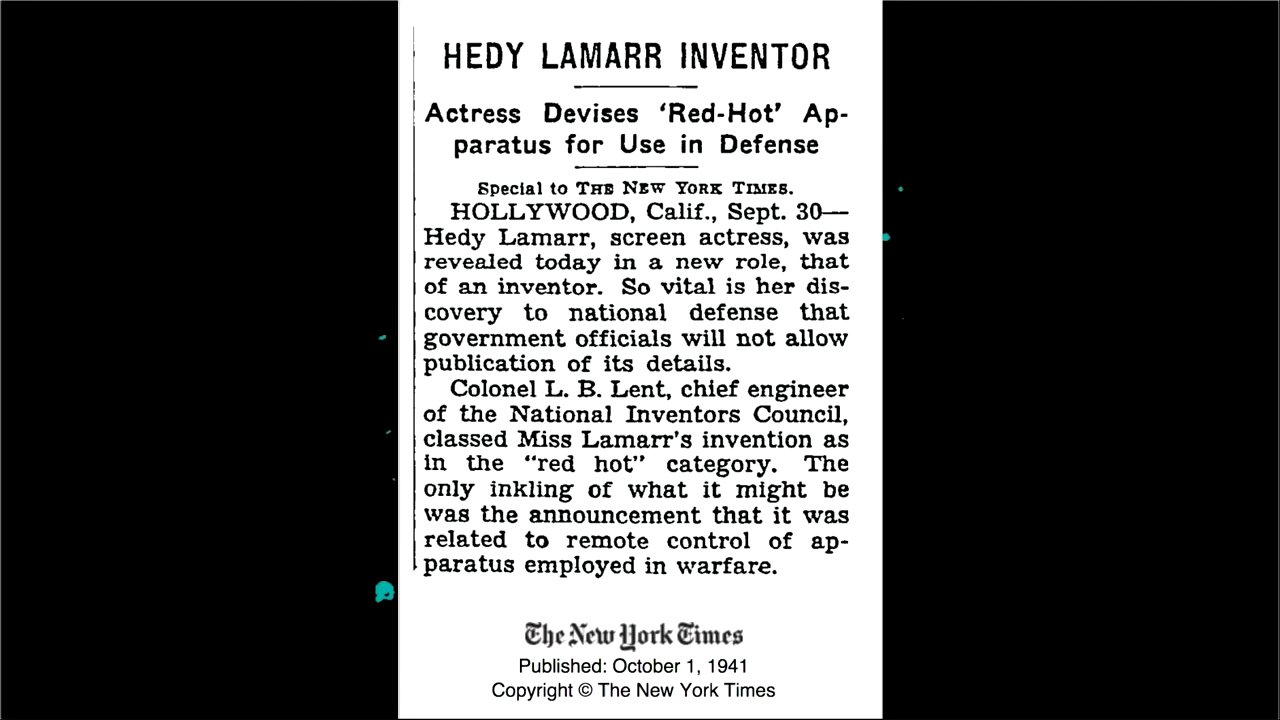 HEDY LAMARR INVENTOR
Actress Devises ‘Red-Hot’ Ap-
paratus for Use in Defense
Special to THE NEW YORK TIMES.
HOLLYWOOD, Calif., Sept. 30—
Hedy Lamarr, screen actress, was
revealed today in a new role, that
of an inventor. So vital is her dis-
covery to national defense that
government officials will not allow
publication of its details.
Colonel L. B. Lent, chief engineer
of the National Inventors Council,
classed Miss Lamarr's invention as
in the “red hot” category. The
only inkling of what it might be
was the announcement that it was
related to remote control of ap-
paratus employed in warfare.
The New York Times
Published: October 1, 1941
Copyright © The New York Times